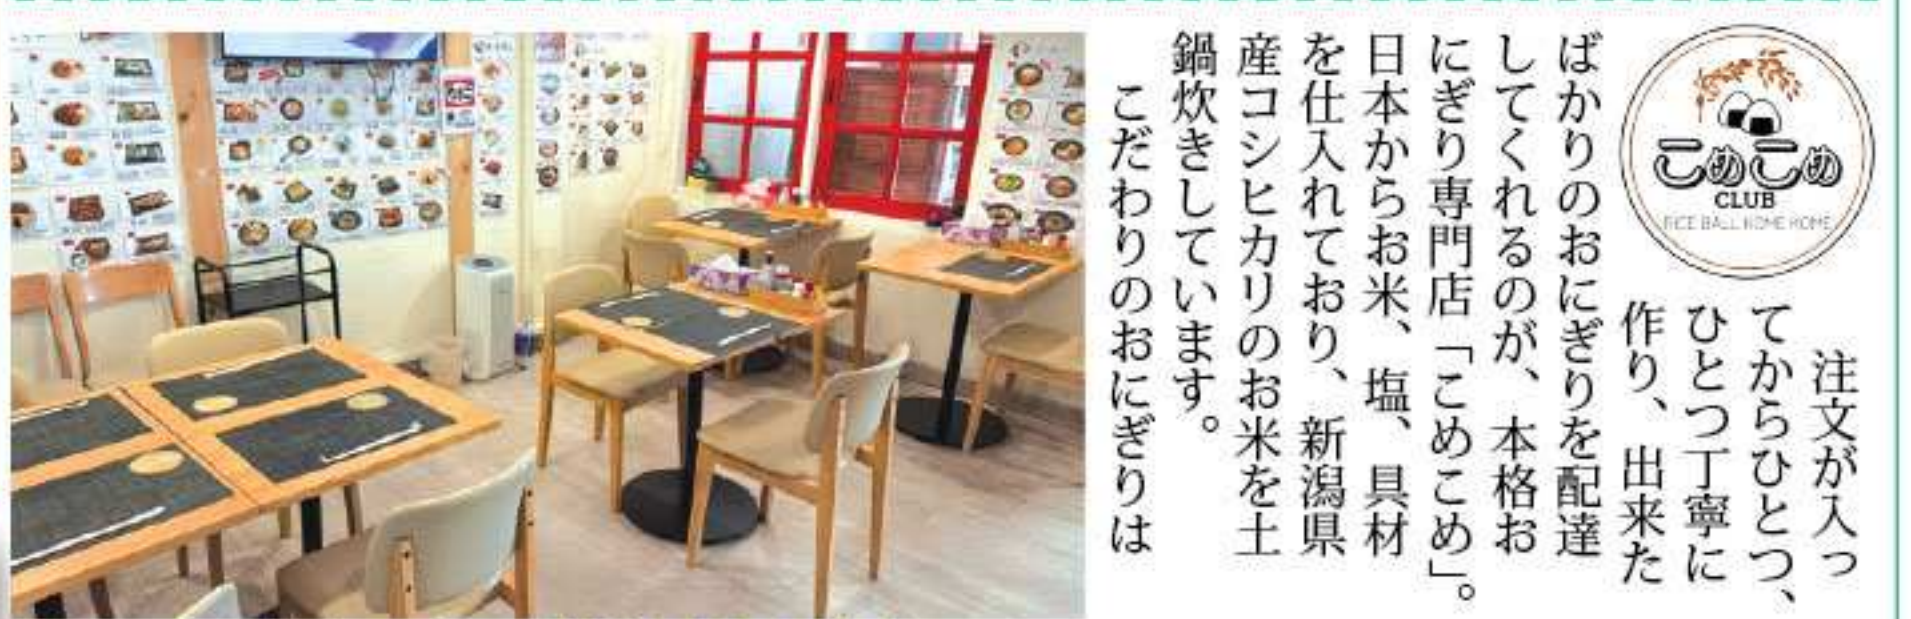 こめこめ
CLUB
RICE BALL KOME KOME
注文が入っ
てからひとつ、
ひとつ丁寧に
作り、出来た
ばかりのおにぎりを配達
してくれるのが、本格お
にぎり専門店「こめこめ」。
日本からお米、塩、具材
を仕入れており、新潟県
産コシヒカリのお米を土
鍋炊きしています。
こだわりのおにぎりは